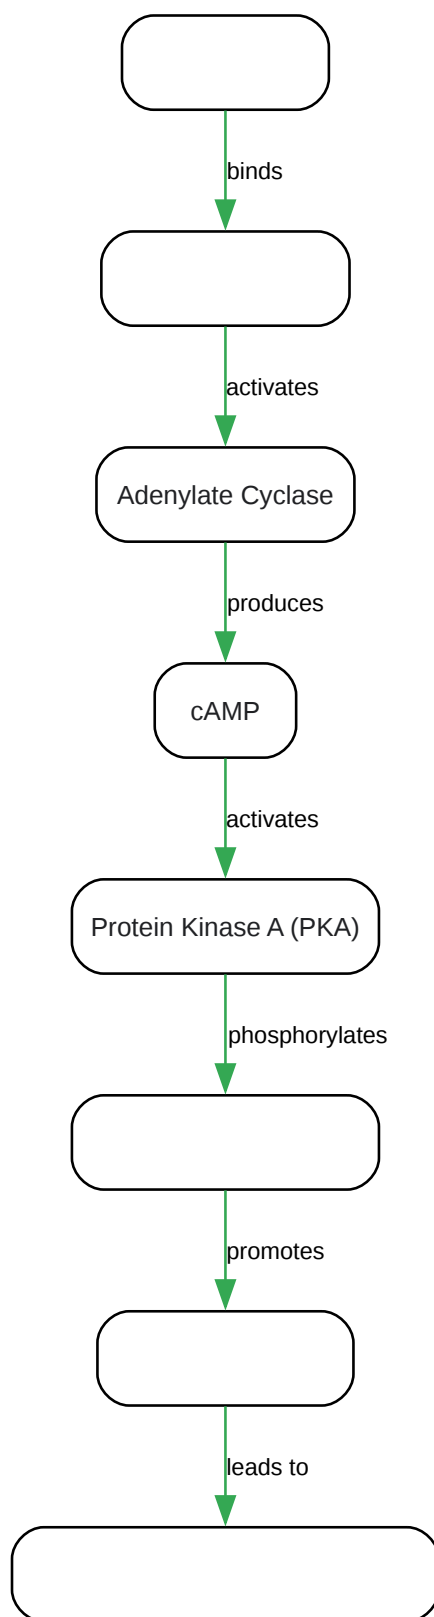 binds
activates
Adenylate Cyclase
produces
cAMP
activates
Protein Kinase A (PKA)
phosphorylates
promotes
leads to